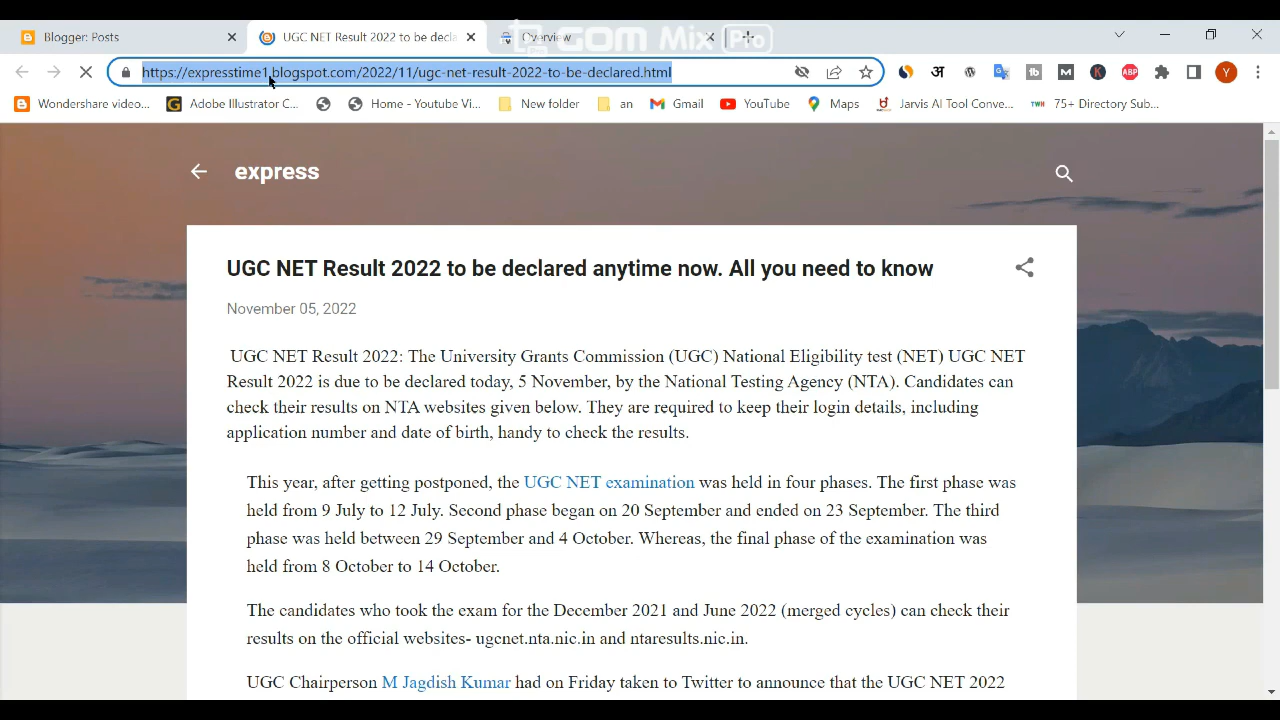 Blogger: Posts
UGC NET Result 2022 to be decla
Overview
GOM Mix Pro
https://expresstime1.blogspot.com/2022/11/ugc-net-result-2022-to-be-declared.html
अ
Y
Wondershare video...
Adobe Illustrator C...
Home - Youtube Vi...
New folder
an
Gmail
YouTube
Maps
Jarvis AI Tool Conve...
75+ Directory Sub...
express
UGC NET Result 2022 to be declared anytime now. All you need to know
November 05, 2022
UGC NET Result 2022: The University Grants Commission (UGC) National Eligibility test (NET) UGC NET
Result 2022 is due to be declared today, 5 November, by the National Testing Agency (NTA). Candidates can
check their results on NTA websites given below. They are required to keep their login details, including
application number and date of birth, handy to check the results.
This year, after getting postponed, the UGC NET examination was held in four phases. The first phase was
held from 9 July to 12 July. Second phase began on 20 September and ended on 23 September. The third
phase was held between 29 September and 4 October. Whereas, the final phase of the examination was
held from 8 October to 14 October.
The candidates who took the exam for the December 2021 and June 2022 (merged cycles) can check their
results on the official websites- ugcnet.nta.nic.in and ntaresults.nic.in.
UGC Chairperson M Jagdish Kumar had on Friday taken to Twitter to announce that the UGC NET 2022